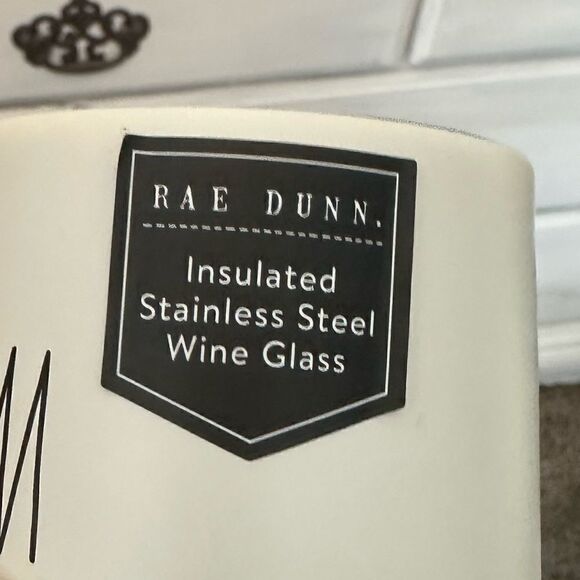 RAE DUNN.
Insulated
Stainless Steel
Wine Glass
M